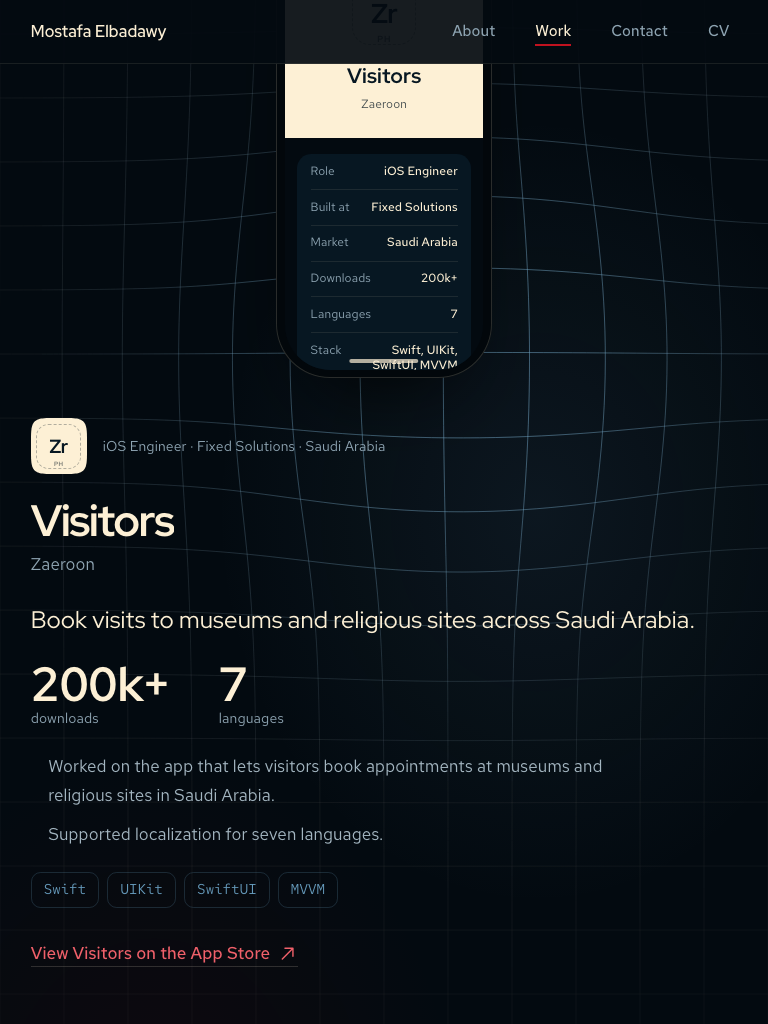 Mostafa Elbadawy
About
Work
Contact
CV
Zr
PH
Visitors
Zaeroon
Role iOS Engineer
Built at Fixed Solutions
Market Saudi Arabia
Downloads 200k+
Languages 7
Stack Swift, UIKit,
SwiftUI, MVVM
Zr
PH
iOS Engineer · Fixed Solutions · Saudi Arabia
Visitors
Zaeroon
Book visits to museums and religious sites across Saudi Arabia.
200k+ 7
downloads languages
Worked on the app that lets visitors book appointments at museums and
religious sites in Saudi Arabia.
Supported localization for seven languages.
Swift UIKit SwiftUI MVVM
View Visitors on the App Store